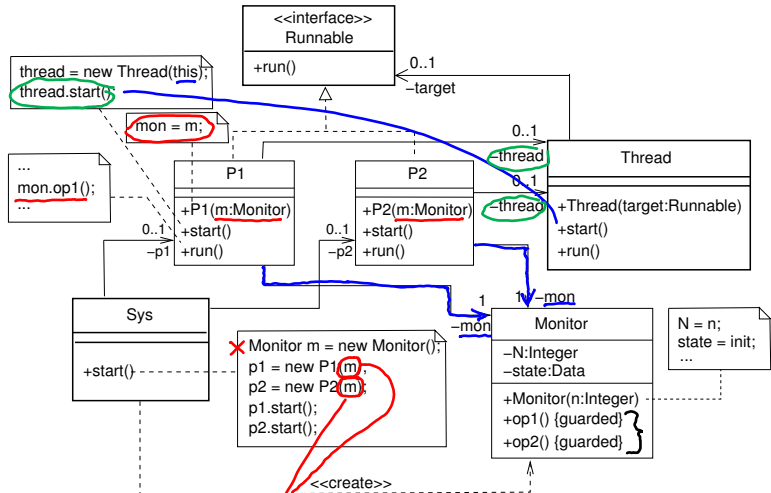 <<interface>>
Runnable
+run()
0..1
−target
thread = new Thread(this);
thread.start()
mon = m;
...
mon.op1();
...
P1
+P1(m:Monitor)
+start()
+run()
P2
+P2(m:Monitor)
+start()
+run()
0..1
−thread
0..1
−thread
Thread
+Thread(target:Runnable)
+start()
+run()
0..1
−p1
0..1
−p2
Sys
+start()
Monitor m = new Monitor();
p1 = new P1(m);
p2 = new P2(m);
p1.start();
p2.start();
1
−mon
1
−mon
Monitor
−N:Integer
−state:Data
+Monitor(n:Integer)
+op1() {guarded}
+op2() {guarded}
N = n;
state = init;
...
<<create>>